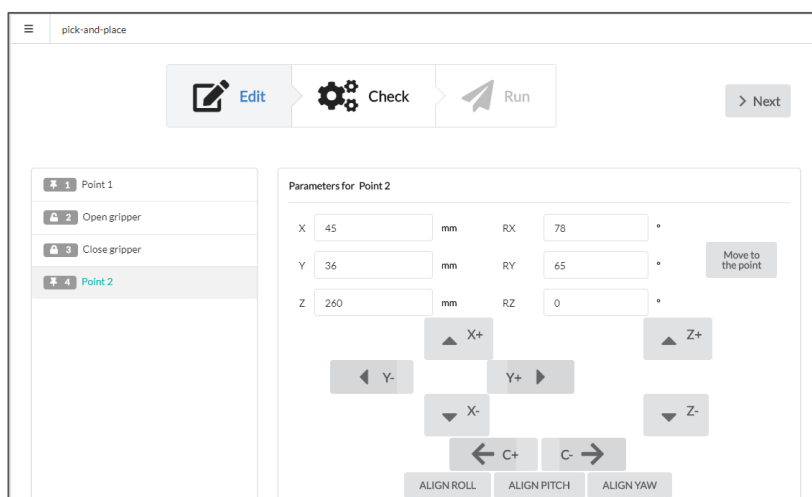 pick-and-place
Edit
Check
Run
> Next
1 Point 1
2 Open gripper
3 Close gripper
4 Point 2
Parameters for Point 2
X 45 mm RX 78 °
Y 36 mm RY 65 °
Move to
the point
Z 260 mm RZ 0 °
X+ Z+
Y- Y+
X- Z-
C+ C-
ALIGN ROLL ALIGN PITCH ALIGN YAW